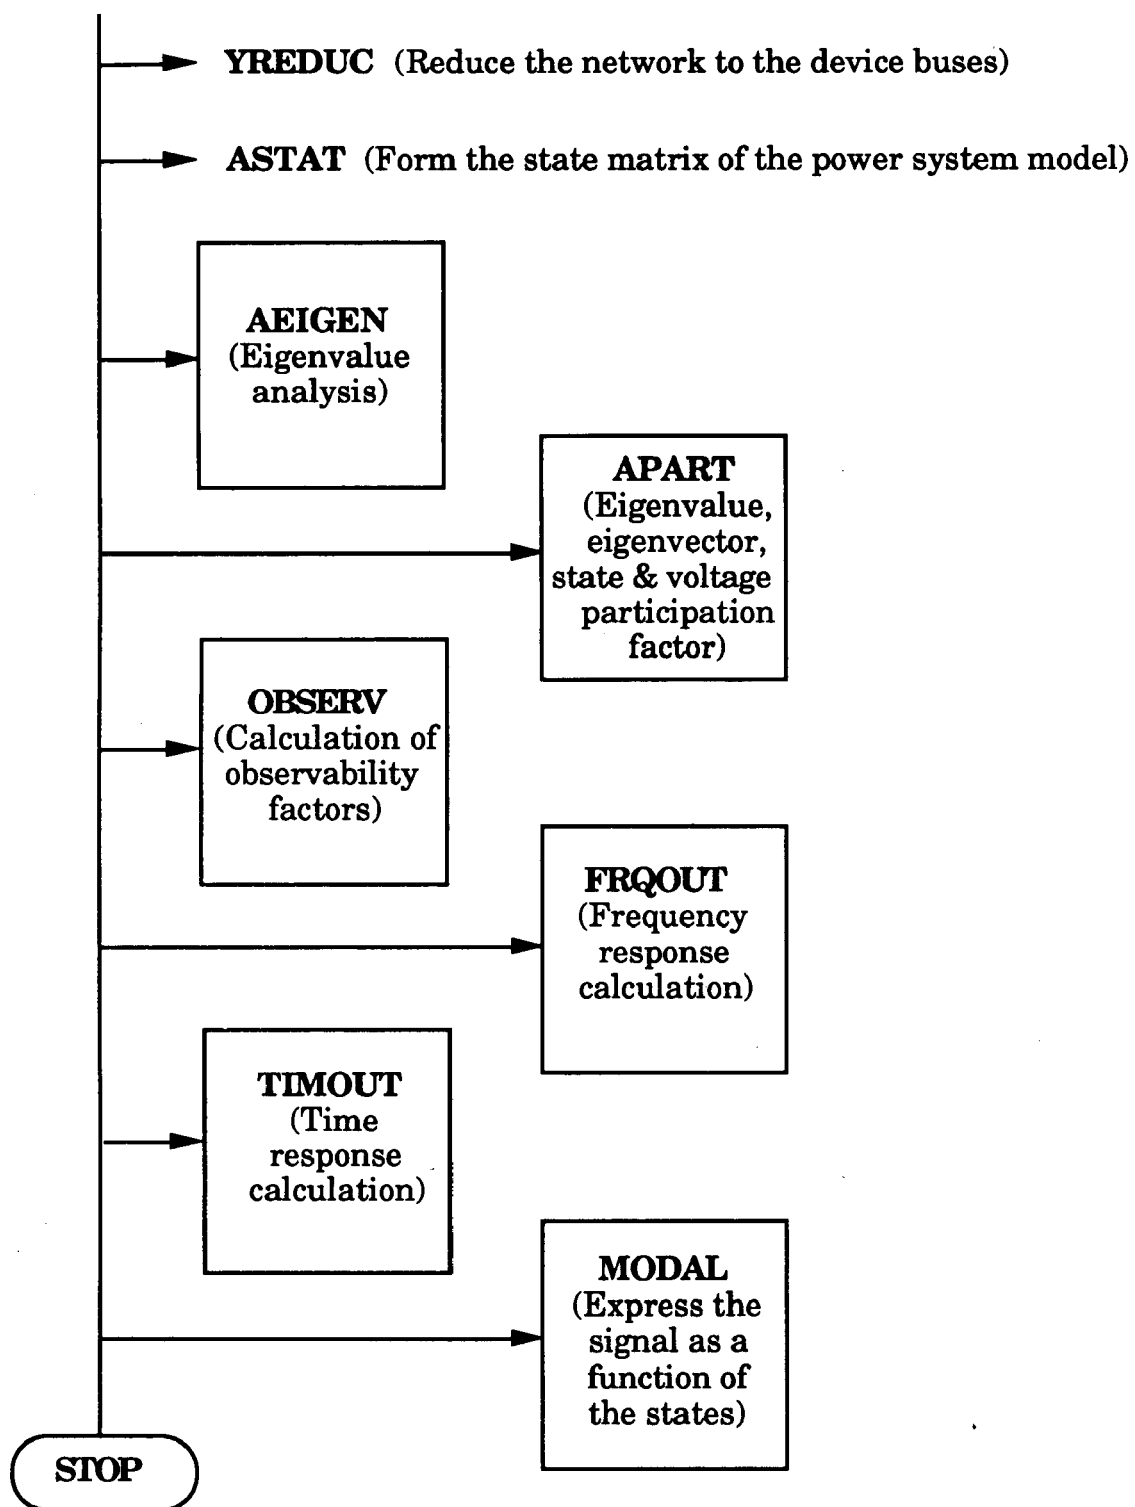 YREDUC (Reduce the network to the device buses)
ASTAT (Form the state matrix of the power system model)
AEIGEN
(Eigenvalue
analysis)
APART
(Eigenvalue,
eigenvector,
state & voltage
participation
factor)
OBSERV
(Calculation of
observability
factors)
FRQOUT
(Frequency
response
calculation)
TIMOUT
(Time
response
calculation)
MODAL
(Express the
signal as a
function of
the states)
STOP